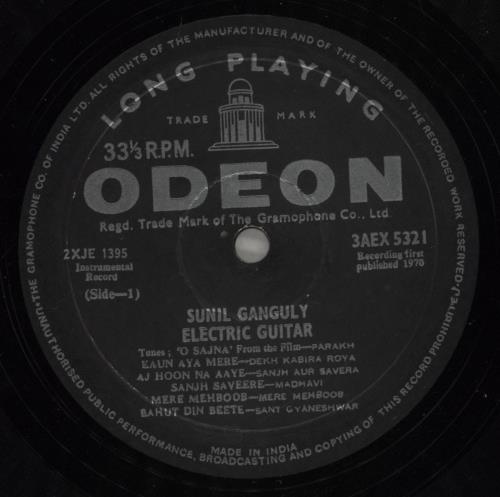 LONG PLAYING
TRADE MARK
33⅓ R.P.M.
ODEON
Regd. Trade Mark of The Gramophone Co., Ltd.
2XJE 1395
3AEX 5321
Instrumental Record
Recording first published 1970
(Side—1)
SUNIL GANGULY
ELECTRIC GUITAR
Tunes ; 'O SAJNA' From the Film—PARAKH
EAUN AYA MERE—DEKH KABIRA ROYA
AJ HOON NA AAYE—SANJH AUR SAVERA
SANJH SAVEERE—MADHAVI
MERE MEHBOOB—MERE MEHBOOB
BAHUT DIN BEETE—SANT GYANESHWAR
MADE IN INDIA
THE GRAMOPHONE CO. OF INDIA LTD. ALL RIGHTS OF THE MANUFACTURER AND OF THE OWNER OF THE RECORDED WORK RESERVED
UNAUTHORISED PUBLIC PERFORMANCE, BROADCASTING AND COPYING OF THIS RECORD PROHIBITED